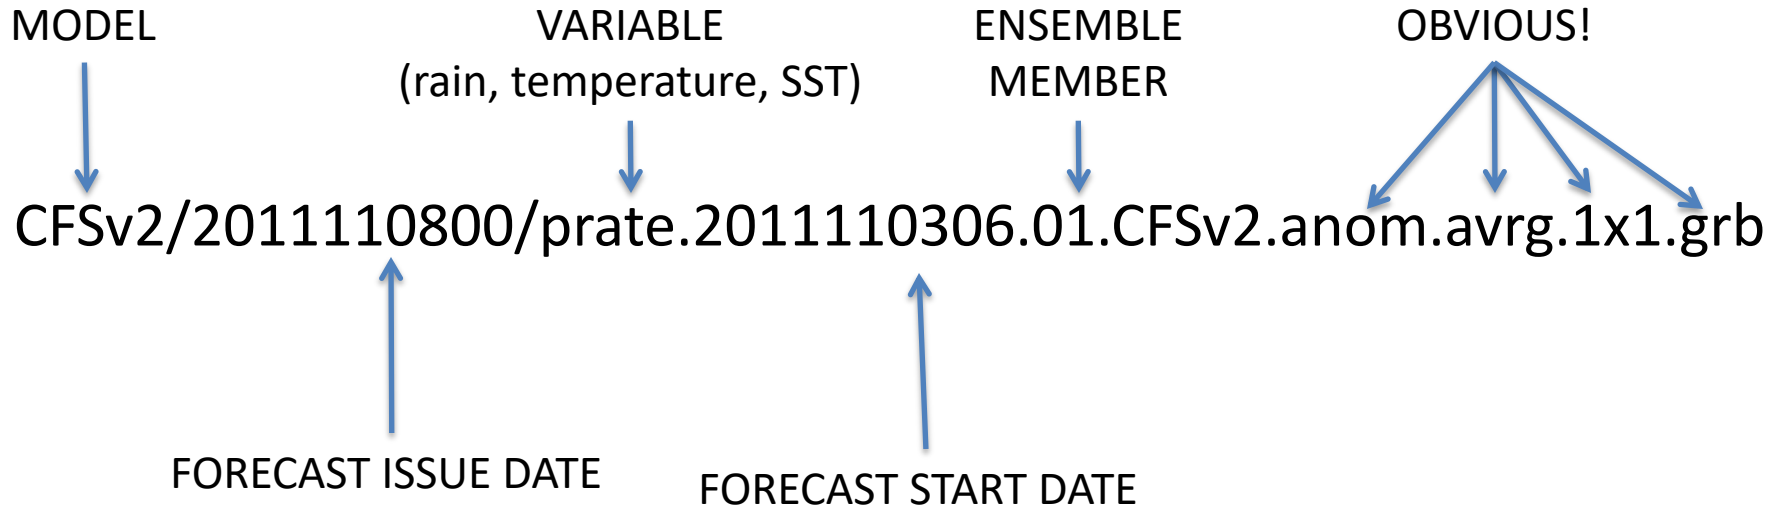 MODEL
VARIABLE
(rain, temperature, SST)
ENSEMBLE
MEMBER
OBVIOUS!
CFSv2/2011110800/prate.2011110306.01.CFSv2.anom.avrg.1x1.grb
FORECAST ISSUE DATE
FORECAST START DATE